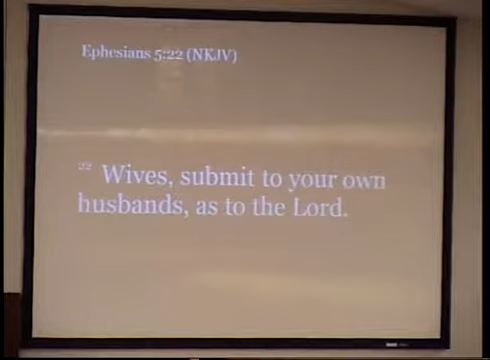 Ephesians 5:22 (NKJV)
22 Wives, submit to your own
husbands, as to the Lord.